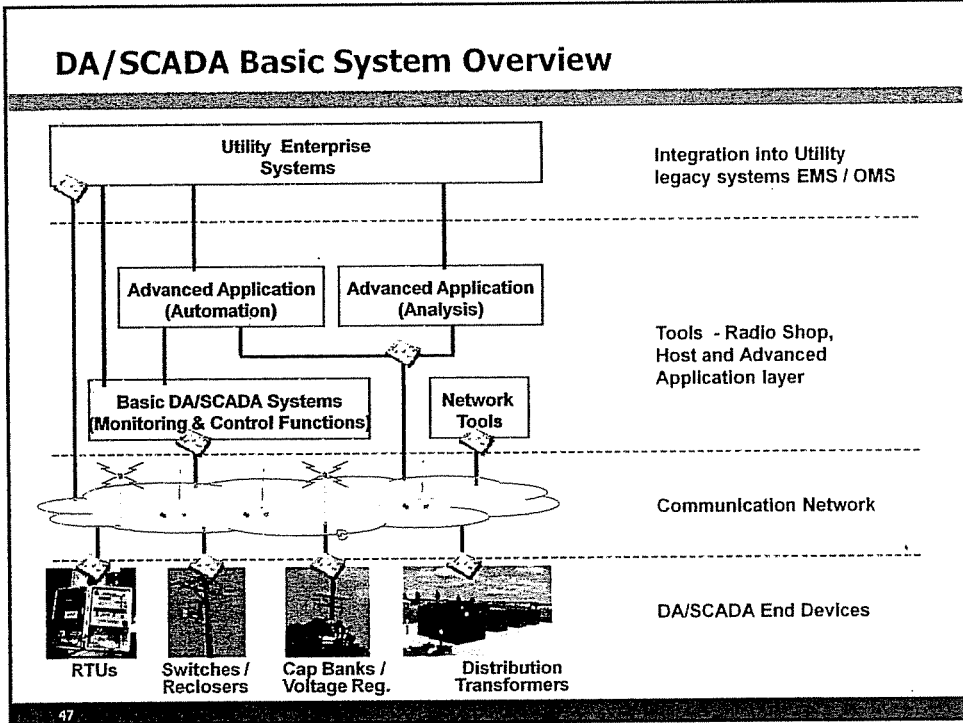 DA/SCADA Basic System Overview
Utility Enterprise
Systems
Integration into Utility
legacy systems EMS / OMS
Advanced Application
(Automation)
Advanced Application
(Analysis)
Tools - Radio Shop,
Host and Advanced
Application layer
Basic DA/SCADA Systems
(Monitoring & Control Functions)
Network
Tools
Communication Network
DA/SCADA End Devices
RTUs
Switches /
Reclosers
Cap Banks /
Voltage Reg.
Distribution
Transformers
47